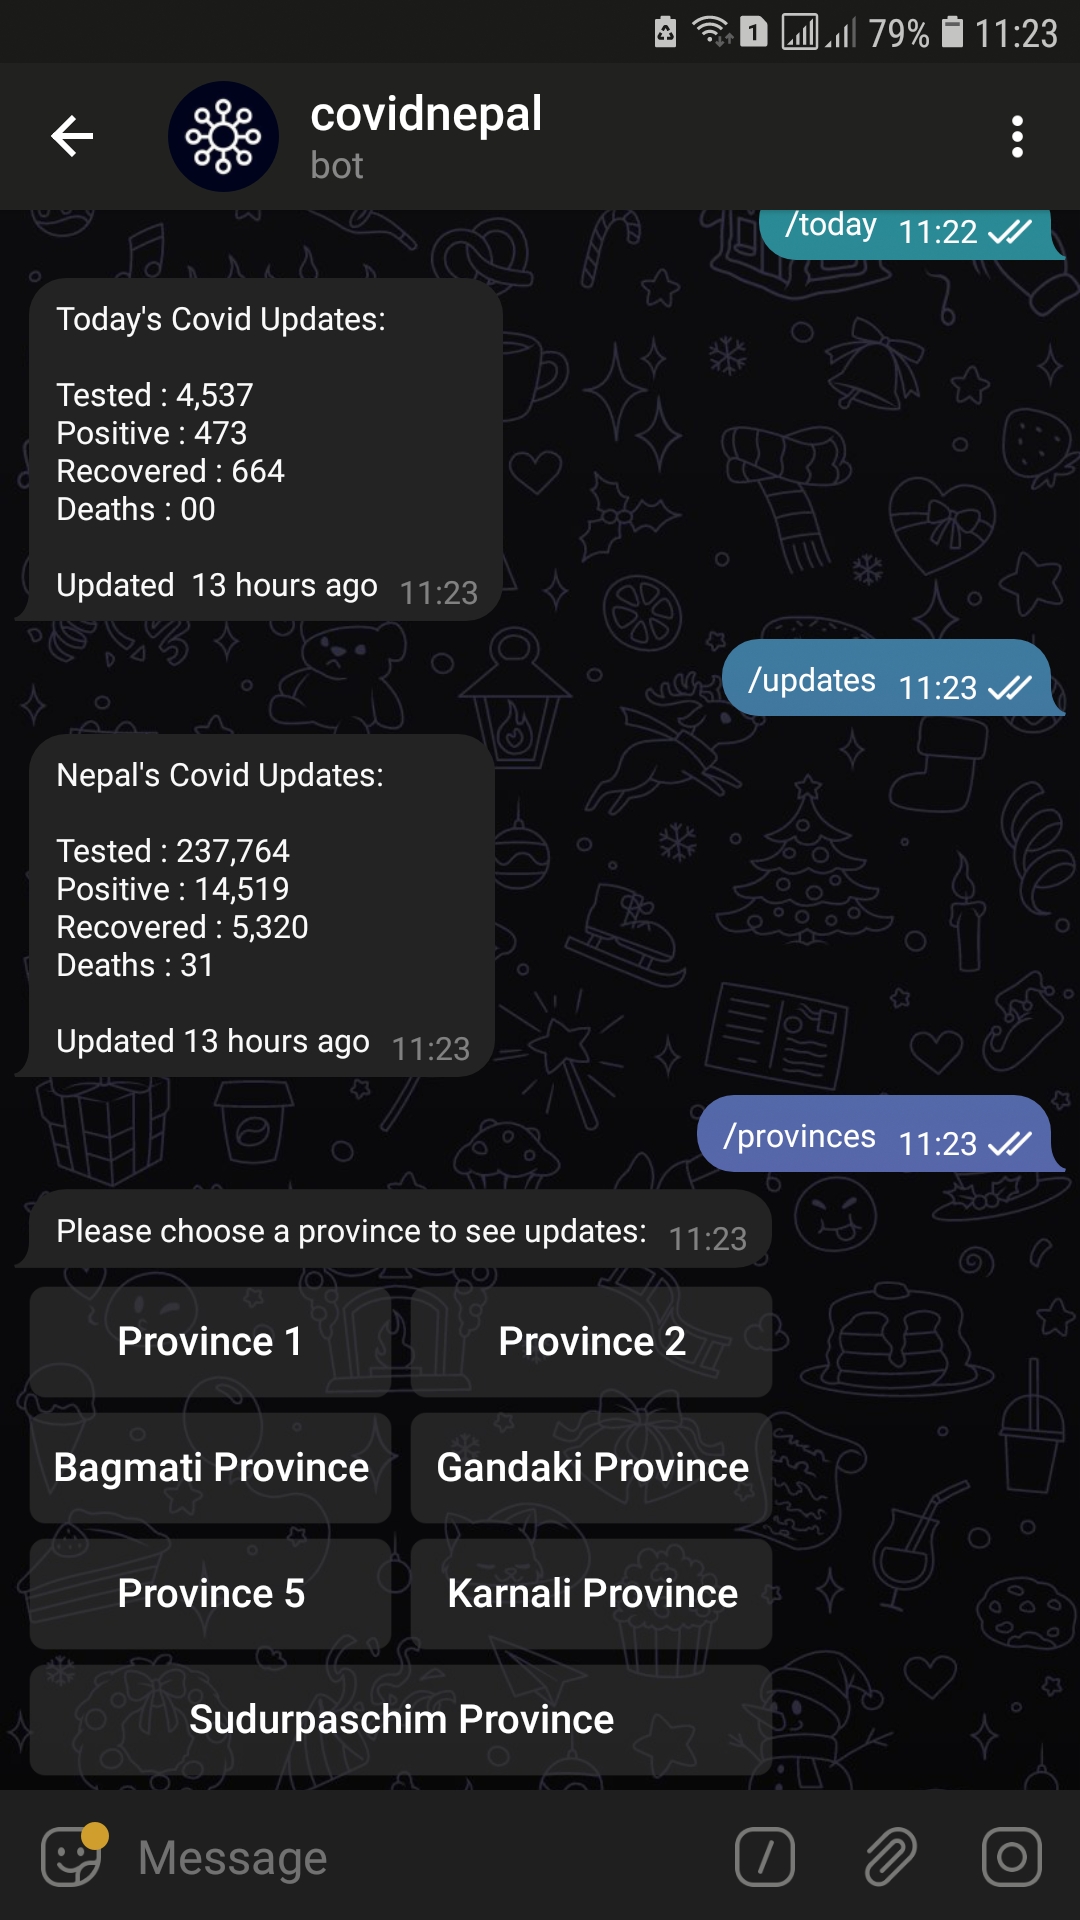 1 79% 11:23
covidnepal
bot
/today 11:22
Today's Covid Updates:
Tested : 4,537
Positive : 473
Recovered : 664
Deaths : 00
Updated  13 hours ago 11:23
/updates 11:23
Nepal's Covid Updates:
Tested : 237,764
Positive : 14,519
Recovered : 5,320
Deaths : 31
Updated 13 hours ago 11:23
/provinces 11:23
Please choose a province to see updates: 11:23
Province 1 Province 2
Bagmati Province Gandaki Province
Province 5 Karnali Province
Sudurpaschim Province
Message